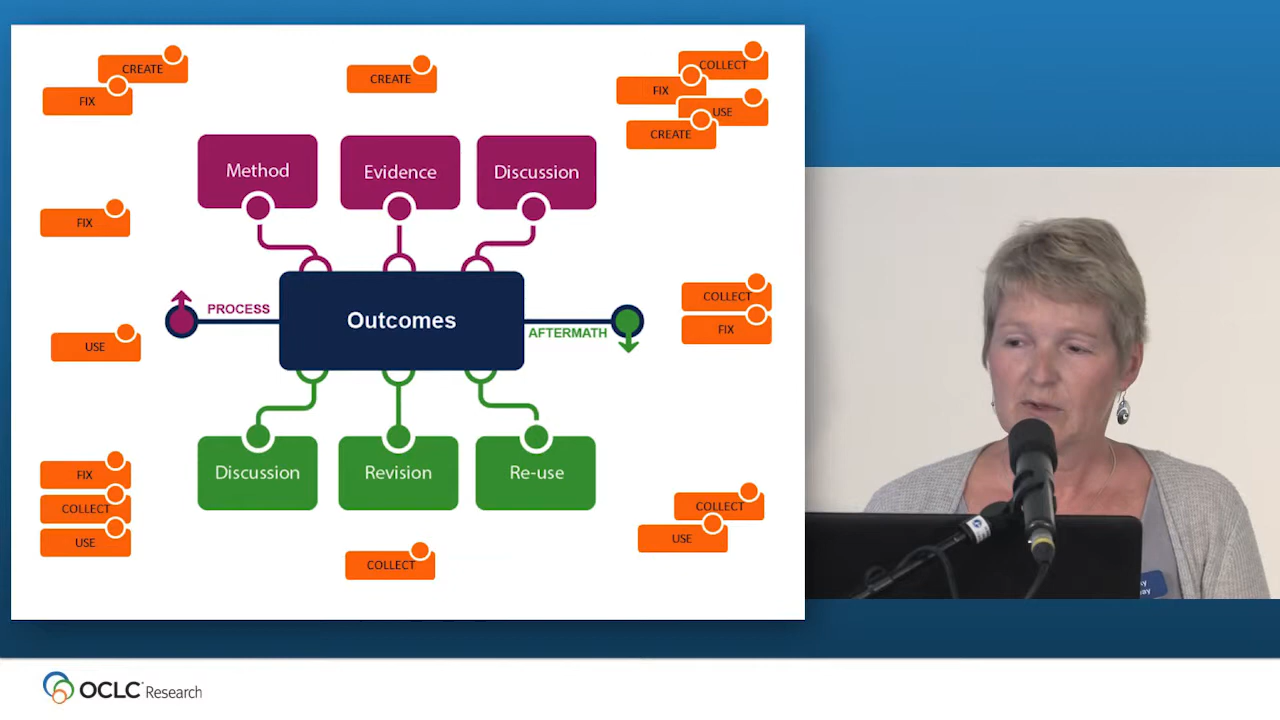 CREATE
FIX
CREATE
COLLECT
FIX
USE
CREATE
Method
Evidence
Discussion
FIX
COLLECT
FIX
PROCESS
Outcomes
AFTERMATH
USE
Discussion
Revision
Re-use
FIX
COLLECT
USE
COLLECT
USE
COLLECT
OCLC Research